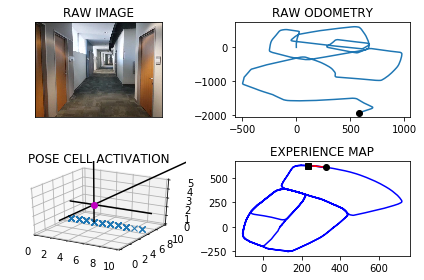 RAW IMAGE
RAW ODOMETRY
0
−1000
−2000
−500 0 500 1000
POSE CELL ACTIVATION
5
4
3
2
1
0
0 2 4 6 8 10
0 2 4 6 8 10
EXPERIENCE MAP
500
250
0
−250
0 200 400 600